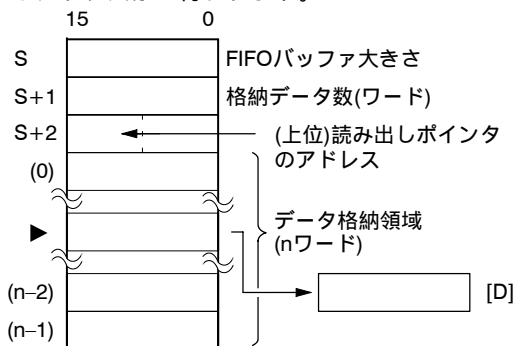 15 0
S FIFOバッファ大きさ
S+1 格納データ数(ワード)
S+2 (上位)読み出しポインタ
のアドレス
(0)
データ格納領域
(nワード)
[D]
(n–2)
(n–1)